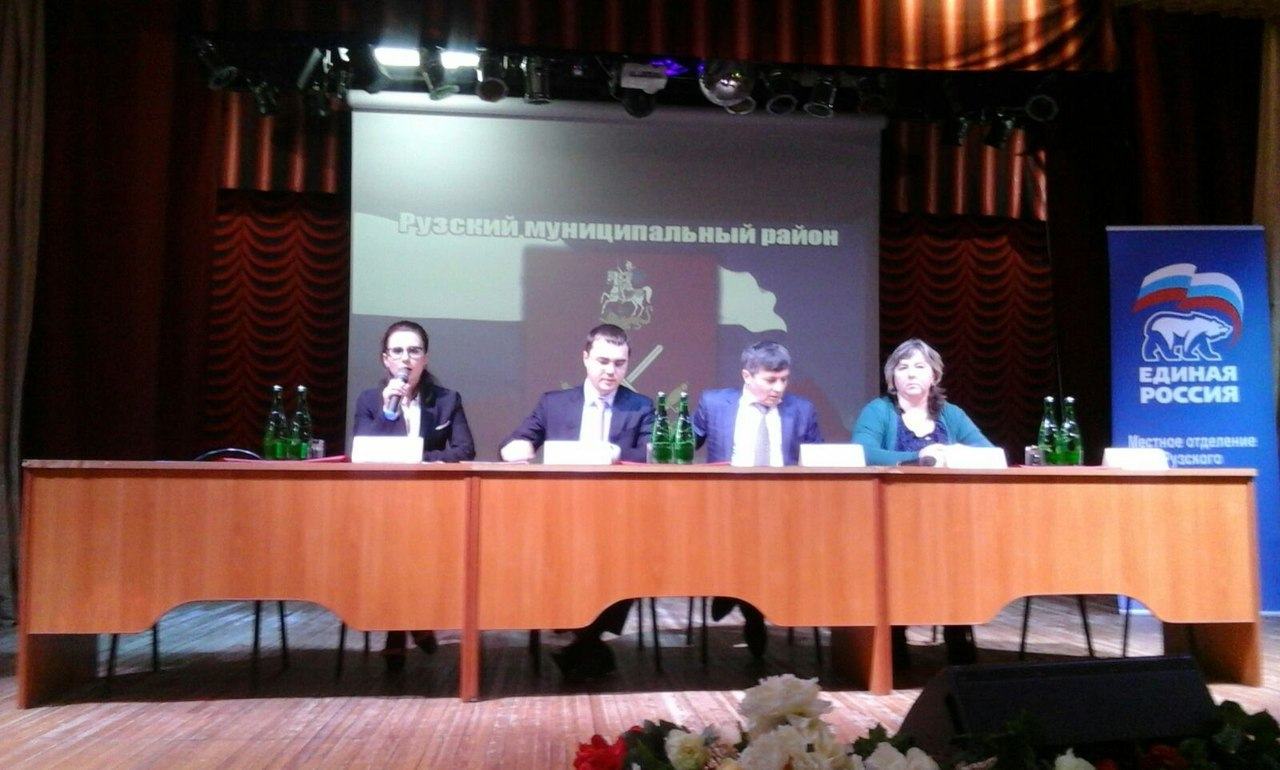 Рузский муниципальный район
ЕДИНАЯ
РОССИЯ
Местное отделение
Рузского